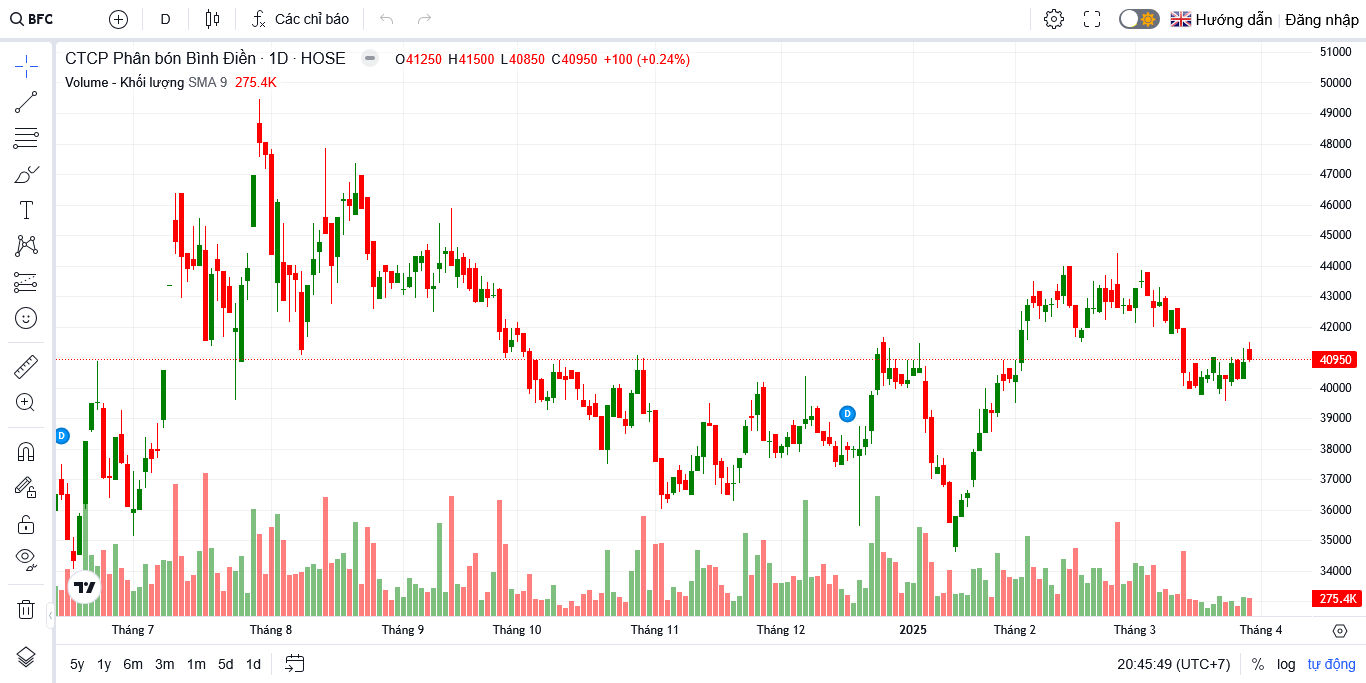 BFC D Các chỉ báo Hướng dẫn Đăng nhập
CTCP Phân bón Bình Điền · 1D · HOSE O41250 H41500 L40850 C40950 +100 (+0.24%)
Volume - Khối lượng SMA 9 275.4K
51000
50000
49000
48000
47000
46000
45000
44000
43000
42000
40950
40000
39000
38000
37000
36000
35000
34000
275.4K
D
D
Tháng 7 Tháng 8 Tháng 9 Tháng 10 Tháng 11 Tháng 12 2025 Tháng 2 Tháng 3 Tháng 4
5y 1y 6m 3m 1m 5d 1d 20:45:49 (UTC+7) % log tự động